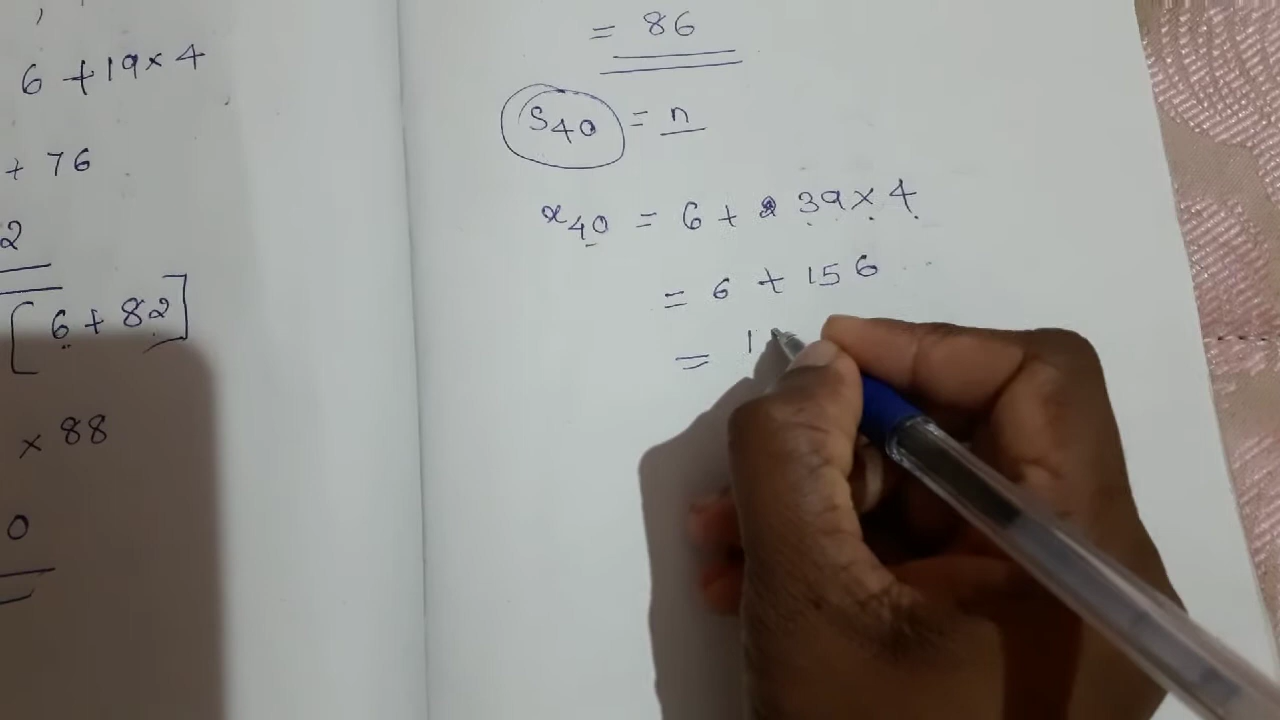 6 + 19 × 4
+ 76
2
[6 + 82]
× 88
0
= 86
S₄₀ = n
x₄₀ = 6 + 39 × 4
= 6 + 156
= 1